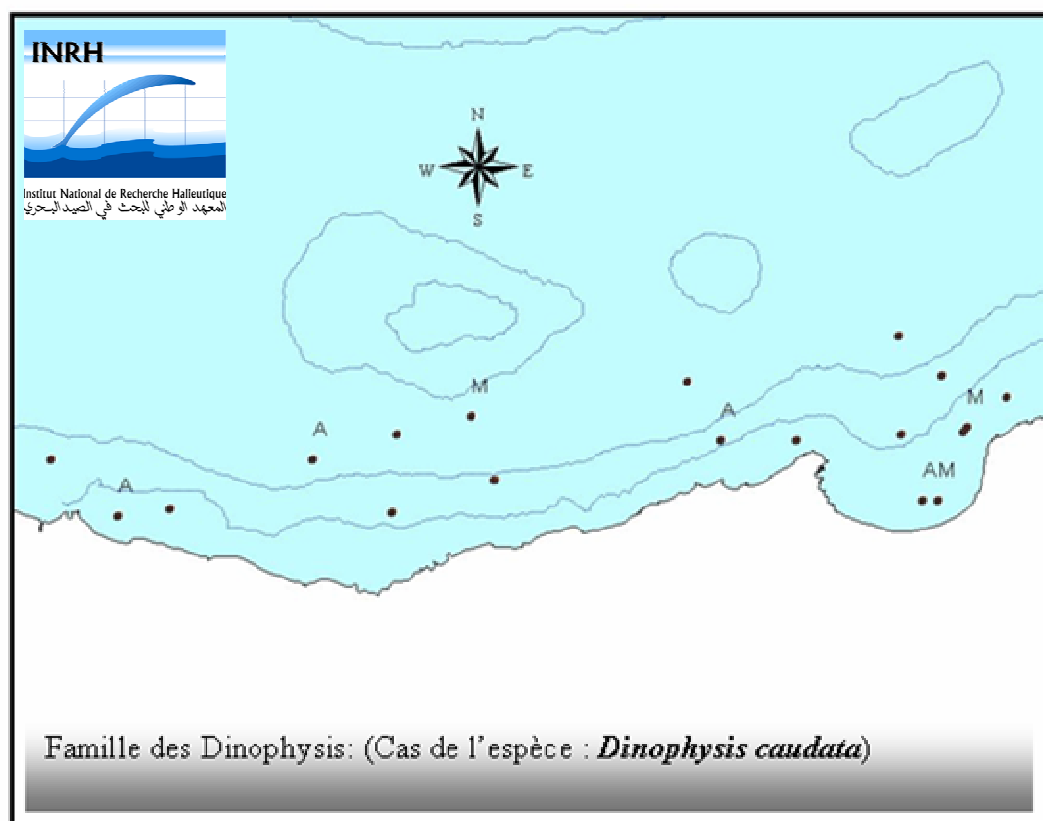 INRH
Institut National de Recherche Halieutique
المعهد الوطني للبحث في الصيد البحري
N
W E
S
M
A
A
M
A
AM
Famille des Dinophysis: (Cas de l'espèce : Dinophysis caudata)